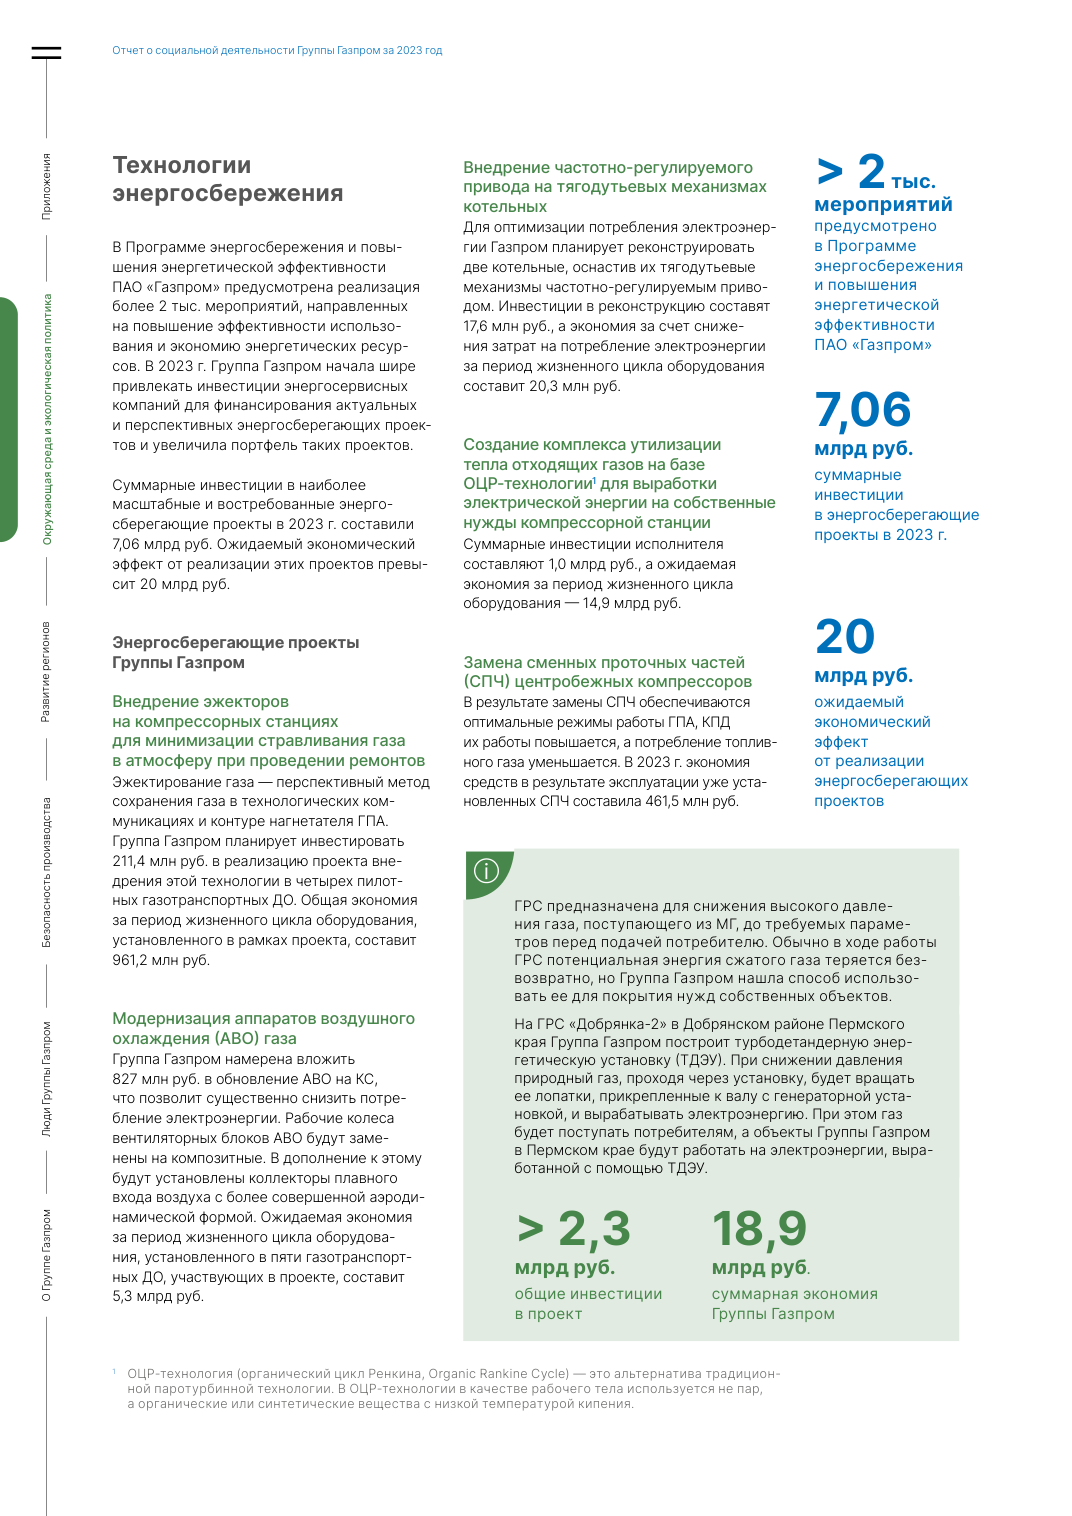 Отчет о социальной деятельности Группы Газпром за 2023 год
Приложения
Окружающая среда и экологическая политика
Развитие регионов
Безопасность производства
Люди Группы Газпром
О Группе Газпром
Технологии
энергосбережения
В Программе энергосбережения и повы-
шения энергетической эффективности
ПАО «Газпром» предусмотрена реализация
более 2 тыс. мероприятий, направленных
на повышение эффективности использо-
вания и экономию энергетических ресур-
сов. В 2023 г. Группа Газпром начала шире
привлекать инвестиции энергосервисных
компаний для финансирования актуальных
и перспективных энергосберегающих проек-
тов и увеличила портфель таких проектов.
Суммарные инвестиции в наиболее
масштабные и востребованные энерго-
сберегающие проекты в 2023 г. составили
7,06 млрд руб. Ожидаемый экономический
эффект от реализации этих проектов превы-
сит 20 млрд руб.
Энергосберегающие проекты
Группы Газпром
Внедрение эжекторов
на компрессорных станциях
для минимизации стравливания газа
в атмосферу при проведении ремонтов
Эжектирование газа — перспективный метод
сохранения газа в технологических ком-
муникациях и контуре нагнетателя ГПА.
Группа Газпром планирует инвестировать
211,4 млн руб. в реализацию проекта вне-
дрения этой технологии в четырех пилот-
ных газотранспортных ДО. Общая экономия
за период жизненного цикла оборудования,
установленного в рамках проекта, составит
961,2 млн руб.
Модернизация аппаратов воздушного
охлаждения (АВО) газа
Группа Газпром намерена вложить
827 млн руб. в обновление АВО на КС,
что позволит существенно снизить потре-
бление электроэнергии. Рабочие колеса
вентиляторных блоков АВО будут заме-
нены на композитные. В дополнение к этому
будут установлены коллекторы плавного
входа воздуха с более совершенной аэроди-
намической формой. Ожидаемая экономия
за период жизненного цикла оборудова-
ния, установленного в пяти газотранспорт-
ных ДО, участвующих в проекте, составит
5,3 млрд руб.
Внедрение частотно-регулируемого
привода на тягодутьевых механизмах
котельных
Для оптимизации потребления электроэнер-
гии Газпром планирует реконструировать
две котельные, оснастив их тягодутьевые
механизмы частотно-регулируемым приво-
дом. Инвестиции в реконструкцию составят
17,6 млн руб., а экономия за счет сниже-
ния затрат на потребление электроэнергии
за период жизненного цикла оборудования
составит 20,3 млн руб.
Создание комплекса утилизации
тепла отходящих газов на базе
ОЦР-технологии¹ для выработки
электрической энергии на собственные
нужды компрессорной станции
Суммарные инвестиции исполнителя
составляют 1,0 млрд руб., а ожидаемая
экономия за период жизненного цикла
оборудования — 14,9 млрд руб.
Замена сменных проточных частей
(СПЧ) центробежных компрессоров
В результате замены СПЧ обеспечиваются
оптимальные режимы работы ГПА, КПД
их работы повышается, а потребление топлив-
ного газа уменьшается. В 2023 г. экономия
средств в результате эксплуатации уже уста-
новленных СПЧ составила 461,5 млн руб.
> 2 тыс.
мероприятий
предусмотрено
в Программе
энергосбережения
и повышения
энергетической
эффективности
ПАО «Газпром»
7,06
млрд руб.
суммарные
инвестиции
в энергосберегающие
проекты в 2023 г.
20
млрд руб.
ожидаемый
экономический
эффект
от реализации
энергосберегающих
проектов
ГРС предназначена для снижения высокого давле-
ния газа, поступающего из МГ, до требуемых параме-
тров перед подачей потребителю. Обычно в ходе работы
ГРС потенциальная энергия сжатого газа теряется без-
возвратно, но Группа Газпром нашла способ использо-
вать ее для покрытия нужд собственных объектов.
На ГРС «Добрянка-2» в Добрянском районе Пермского
края Группа Газпром построит турбодетандерную энер-
гетическую установку (ТДЭУ). При снижении давления
природный газ, проходя через установку, будет вращать
ее лопатки, прикрепленные к валу с генераторной уста-
новкой, и вырабатывать электроэнергию. При этом газ
будет поступать потребителям, а объекты Группы Газпром
в Пермском крае будут работать на электроэнергии, выра-
ботанной с помощью ТДЭУ.
> 2,3
млрд руб.
общие инвестиции
в проект
18,9
млрд руб.
суммарная экономия
Группы Газпром
¹ ОЦР-технология (органический цикл Ренкина, Organic Rankine Cycle) — это альтернатива традицион-
ной паротурбинной технологии. В ОЦР-технологии в качестве рабочего тела используется не пар,
а органические или синтетические вещества с низкой температурой кипения.